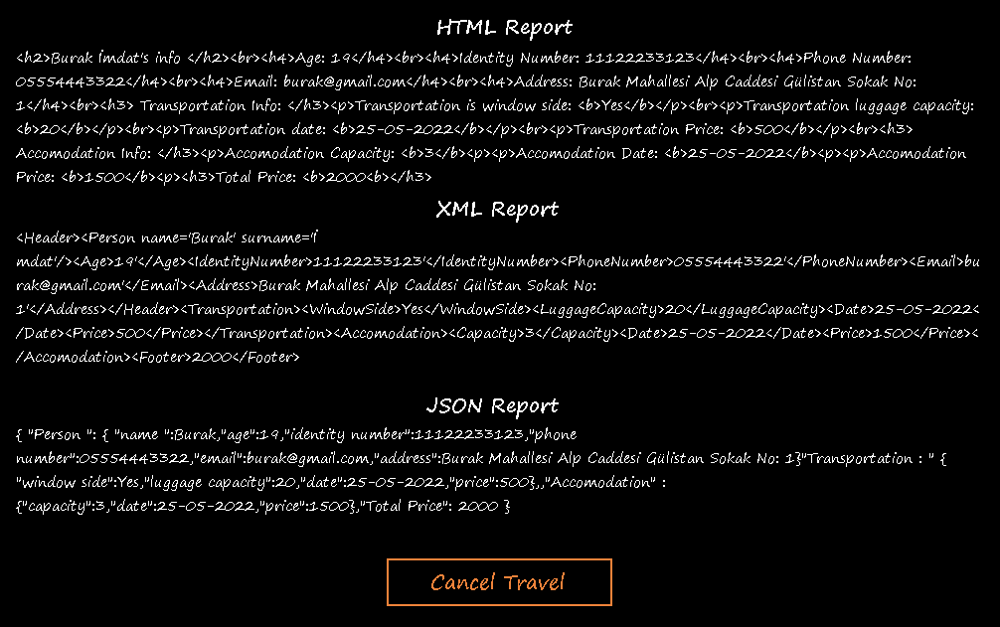 HTML Report
<h2>Burak İmdat's info </h2><br><h4>Age: 19</h4><br><h4>Identity Number: 11122233123</h4><br><h4>Phone Number:
05554443322</h4><br><h4>Email: burak@gmail.com</h4><br><h4>Address: Burak Mahallesi Alp Caddesi Gülistan Sokak No:
1</h4><br><h3> Transportation Info: </h3><p>Transportation is window side: <b>Yes</b></p><br><p>Transportation luggage capacity:
<b>20</b></p><br><p>Transportation date: <b>25-05-2022</b></p><br><p>Transportation Price: <b>500</b></p><br><h3>
Accomodation Info: </h3><p>Accomodation Capacity: <b>3</b><p><p>Accomodation Date: <b>25-05-2022</b><p><p>Accomodation
Price: <b>1500</b><p><h3>Total Price: <b>2000<b></h3>
XML Report
<Header><Person name='Burak' surname='İ
mdat'/><Age>19'</Age><IdentityNumber>11122233123'</IdentityNumber><PhoneNumber>05554443322'</PhoneNumber><Email>bu
rak@gmail.com'</Email><Address>Burak Mahallesi Alp Caddesi Gülistan Sokak No:
1'</Address></Header><Transportation><WindowSide>Yes</WindowSide><LuggageCapacity>20</LuggageCapacity><Date>25-05-2022<
/Date><Price>500</Price></Transportation><Accomodation><Capacity>3</Capacity><Date>25-05-2022</Date><Price>1500</Price><
/Accomodation><Footer>2000</Footer>
JSON Report
{ "Person ": { "name ":Burak,"age":19,"identity number":11122233123,"phone
number":05554443322,"email":burak@gmail.com,"address":Burak Mahallesi Alp Caddesi Gülistan Sokak No: 1}"Transportation : " {
"window side":Yes,"luggage capacity":20,"date":25-05-2022,"price":500},,"Accomodation" :
{"capacity":3,"date":25-05-2022,"price":1500},"Total Price": 2000 }
Cancel Travel